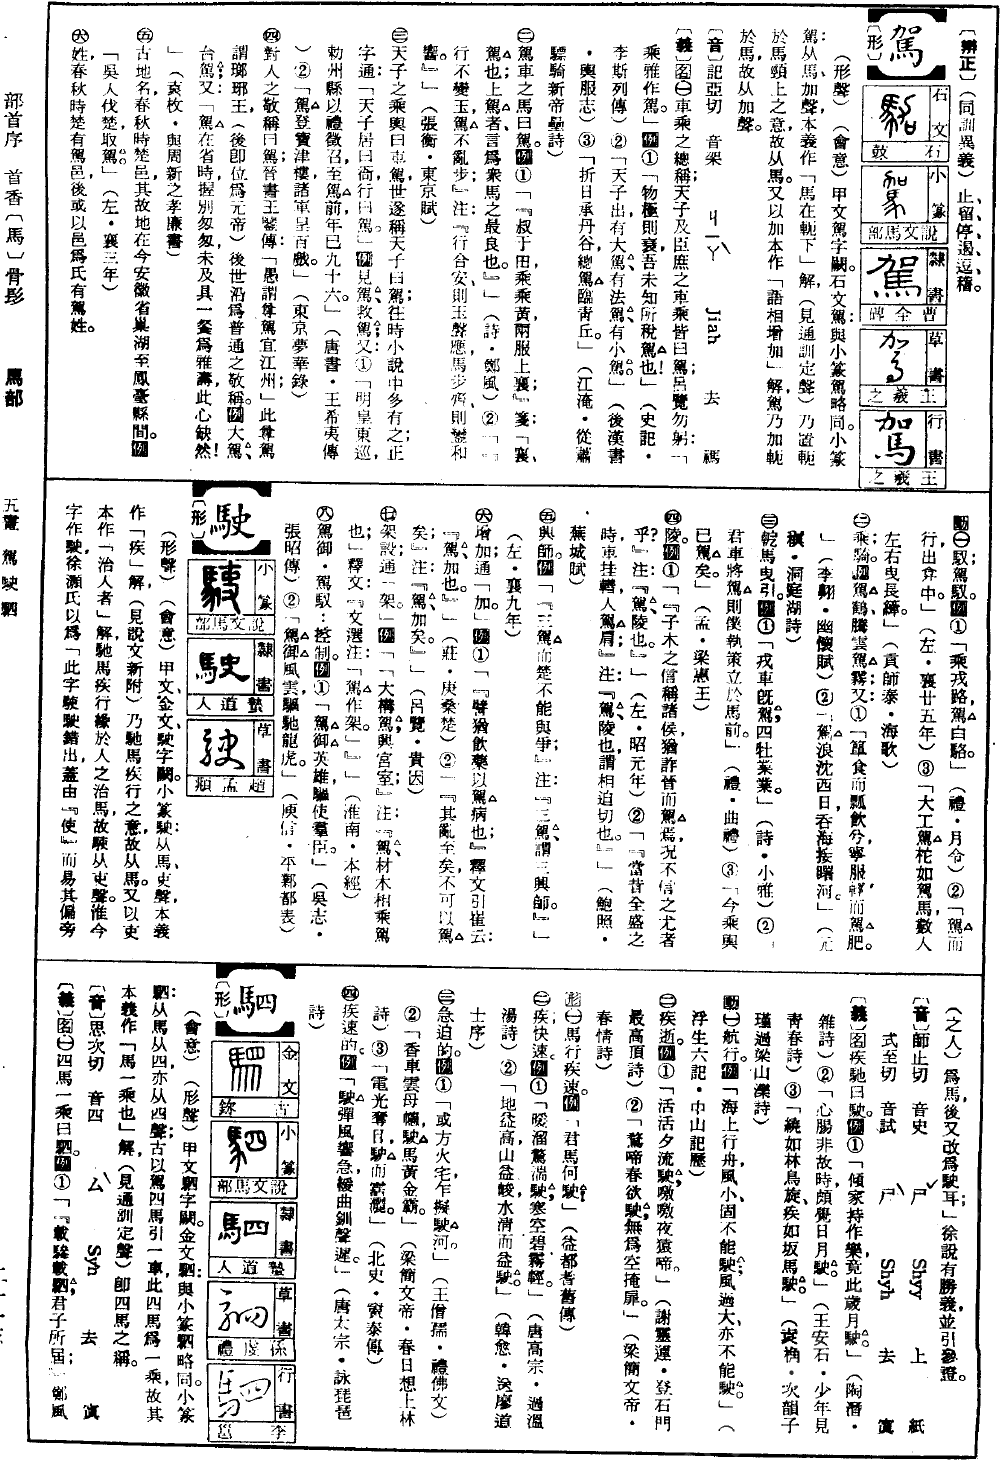 〔辨正〕(同訓異義)止留停遏逗稽。
駕
〔形〕
石文 石鼓
小篆 說文馬部
隸書 曹全碑
草書 王羲之
行書 王羲之
(形聲)(會意)甲文駕字闕。石文駕與小篆駕略同。小篆
駕从馬、加聲,本義作「馬在軛下」解(見通訓定聲)乃置軛
於馬頸上之意,故从馬。又以加本作「語相增加」解,駕乃加軛
於馬,故从加聲。
〔音〕記亞切 音架 ㄐㄧㄚˋ Jiah 去 禡
〔義〕名㊀車乘之總稱,天子及臣庶之車乘皆曰駕;呂覽勿躬:「
乘雅作駕。」例①「物極則衰,吾未知所稅駕也!」(史記・
李斯列傳)②「天子出,有大駕、有法駕、有小駕。」(後漢書
・輿服志)③「折日承丹谷,總駕臨青丘。」(江淹・從蕭
驃騎新帝壘詩)
㊁駕車之馬曰駕。例①「『叔于田,乘乘黃,兩服上襄。』箋:『襄、
駕也;上駕者,言爲衆馬之最良也。』」(詩・鄭風)②「『
行不變玉,駕不亂步。』注:『行合安,則玉聲應;馬步齊,則鸞和
響。』」(張衡・東京賦)
㊂天子之乘輿曰車駕,世遂稱天子曰駕,往時小說中多有之;正
字通:「天子居曰衙,行曰駕。」例見駕;救駕;又:①「明皇東巡,
勅州縣以禮徵召,至駕前,年已九十六。」(唐書・王希夷傳
)②「駕登寶津樓,諸軍呈百戲。」(東京夢華錄)
㊃對人之敬稱曰駕;晉書王鑒傳:「愚謂尊駕宜江州」此尊駕
謂瑯瑯王(後卽位爲元帝)後世沿爲普通之敬稱。例大駕、
台駕;又:「駕在省時,握別匆匆,未及具一餐爲雅壽,此心缺然!
」(袁枚・與周新之孝廉書)
㊄古地名,春秋時楚邑,其故地在今安徽省巢湖至鳳臺縣間。例
「吳人伐楚取駕。」(左・襄三年)
㊅姓,春秋時楚有駕邑,後或以邑爲氏,有駕姓。
動㊀馭駕馭。例①「乘戎路,駕白駱。」(禮・月令)②「駕而
行,出弇中。」(左・襄廿五年)③「大工駕柁如駕馬,數人
左右曳長繂。」(貢師泰・海歌)
㊁乘騎。例駕鶴騰雲駕霧;又:①「簞食而瓢飲兮,寧服輕而駕肥。
」(李翺・幽懷賦)②「駕浪沈西日,吞海接曙河。」(元
稹・洞庭湖詩)
㊂乾馬曳引。例①「戎車既駕,四牡業業。」(詩・小雅)②「
君車將駕,則僕執策立於馬前。」(禮・曲禮)③「今乘輿
已駕矣。」(孟・梁惠王)
㊃陵。例①「『子木之信稱諸侯,猶詐晉而駕焉,況不信之尤者
乎?』注:『駕、陵也。』」(左・昭元年)②「『當昔全盛之
時,車挂轊,人駕肩。』注:『駕、陵也,謂相迫切也。』」(鮑照・
蕪城賦)
㊄興師。例「『三駕而楚不能與爭』注:『三駕謂三興師。』」
(左・襄九年)
㊅增加通「加」。例①「『譬猶飲藥以駕病也』釋文引崔云:
『駕、加也。』」(莊・庚桑楚)②「『其亂至矣,不可以駕
矣。』注:『駕、加矣。』」(呂覽・貴因)
㊆架設通「架」。例「『大構駕、興宮室。』注:『駕、材木相乘駕
也。』釋文:『文選注:「駕、作架。」』」(淮南・本經)
㊇駕御・駕馭:控制。例①「駕御英雄,驅使羣臣。」(吳志・
張昭傳)②「駕御風雲,驅馳龍虎。」(庾信・平鄴都表)
駛
〔形〕
小篆 說文馬部
隸書 蟄道人
草書 趙孟頫
(形聲)(會意)甲文、金文駛字闕。小篆:駛从馬、吏聲,本義
作「疾」解(見說文新附)乃馳馬疾行之意,故从馬。又以吏
本作「治人者」解,馳馬疾行,緣於人之治馬,故駛从吏聲。惟今
字作駛,徐灝氏以爲「此字駛駛錯出,蓋由『使』而易其偏旁
(之人)爲馬,後又改爲駛耳」徐說有勝義,並引參證。
〔音〕師止切 音史 ㄕˇ Shyy 上 紙
式至切 音試 ㄕˋ Shyh 去 寘
〔義〕名疾馳曰駛。例①「傾家持作樂,竟此歲月駛。」(陶潛・
雜詩)②「心腸非故時,頗覺日月駛。」(王安石・少年見
青春詩)③「繞如林鳥旋,疾如坂馬駛。」(袁桷・次韻子
瑾過梁山濼詩)
動㊀航行。例「海上行舟,風小固不能駛,風過大、亦不能駛。」(
浮生六記・中山記歷)
㊁疾逝。例①「活活夕流駛,噭噭夜猿啼。」(謝靈運・登石門
最高頂詩)②「鶯啼春欲駛,無爲空掩扉。」(梁簡文帝・
春情詩)
形㊀馬行疾速。例「君馬何駛」(益都耆舊傳)
㊁疾快速。例①「暖溜驚湍駛,寒空碧霧輕。」(唐高宗・過溫
湯詩)②「地益高,山益峻,水清而益駛。」(韓愈・送廖道
士序)
㊂急迫的。例①「或方火宅,乍擬駛河。」(王僧孺・禮佛文)
②「香車雲母幰,駛馬黃金羈。」(梁簡文帝・春日想上林
詩)③「電光奪目,駛雨霶霈。」(北史・竇泰傳)
㊃疾速的。例「駛彈風響急,緩曲釧聲遲。」(唐太宗・詠琵琶
詩)
駟
〔形〕
金文 古鉨
小篆 說文馬部
隸書 蟄道人
草書 孫度禮
行書 李邕
(會意)(形聲)甲文駟字闕。金文駟與小篆駟略同。小篆
:駟从馬从四,亦从四聲;古以駕四馬引一車,此四馬爲一乘,故其
本義作「馬一乘也」解(見通訓定聲)卽四馬之稱。
〔音〕思次切 音四 ㄙˋ Syh 去 寘
〔義〕名㊀四馬一乘曰駟。例①「『載驂載駟,君子所屆;』鄭風
部首序 首香〔馬〕骨髟 馬部 五畫 駕駛駟